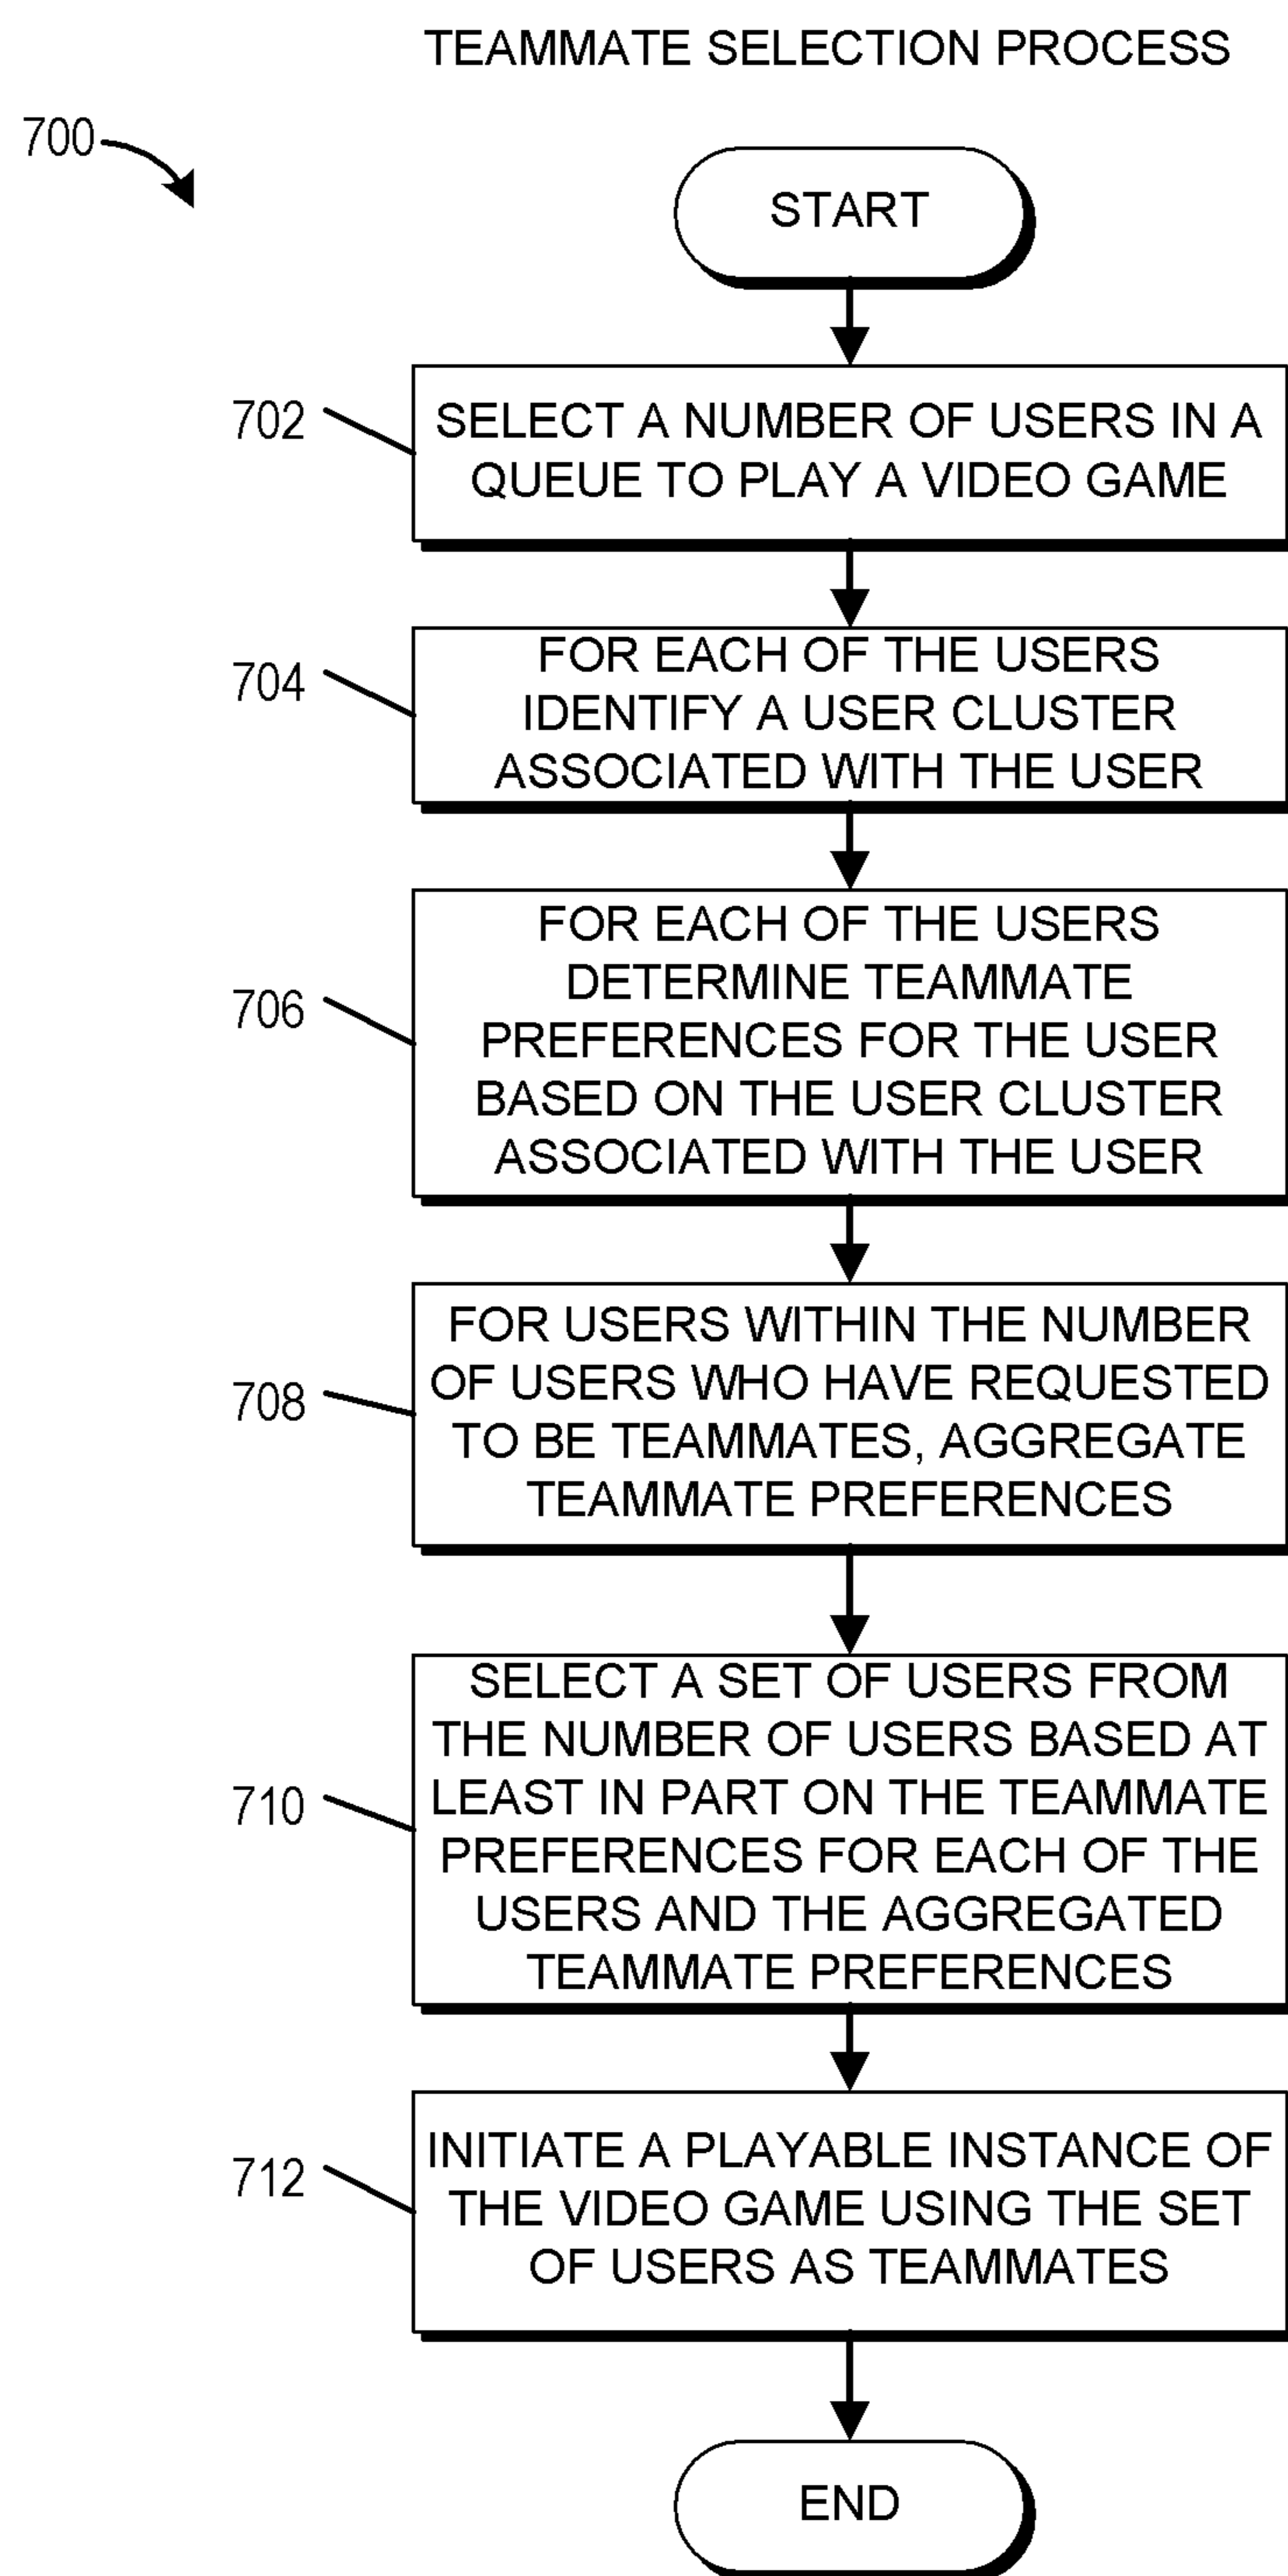 TEAMMATE SELECTION PROCESS
700
START
702
SELECT A NUMBER OF USERS IN A
QUEUE TO PLAY A VIDEO GAME
704
FOR EACH OF THE USERS
IDENTIFY A USER CLUSTER
ASSOCIATED WITH THE USER
706
FOR EACH OF THE USERS
DETERMINE TEAMMATE
PREFERENCES FOR THE USER
BASED ON THE USER CLUSTER
ASSOCIATED WITH THE USER
708
FOR USERS WITHIN THE NUMBER
OF USERS WHO HAVE REQUESTED
TO BE TEAMMATES, AGGREGATE
TEAMMATE PREFERENCES
710
SELECT A SET OF USERS FROM
THE NUMBER OF USERS BASED AT
LEAST IN PART ON THE TEAMMATE
PREFERENCES FOR EACH OF THE
USERS AND THE AGGREGATED
TEAMMATE PREFERENCES
712
INITIATE A PLAYABLE INSTANCE OF
THE VIDEO GAME USING THE SET
OF USERS AS TEAMMATES
END